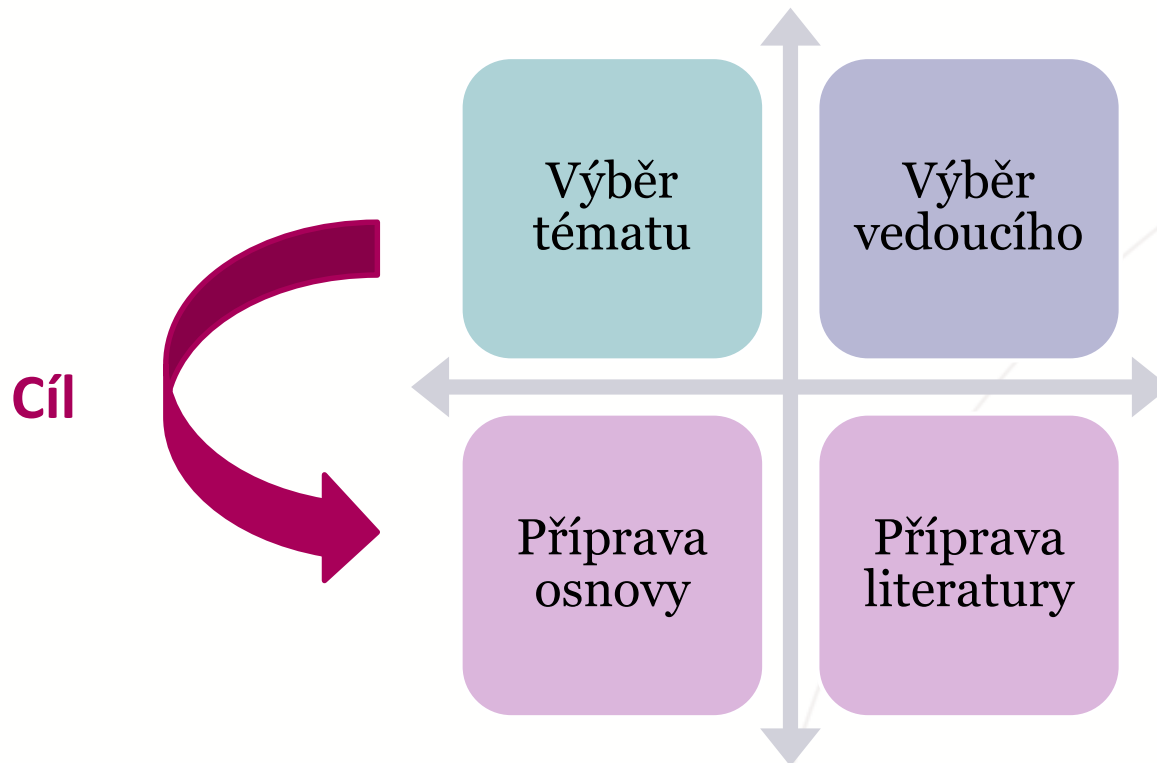 Výběr
tématu
Výběr
vedoucího
Cíl
Příprava
osnovy
Příprava
literatury